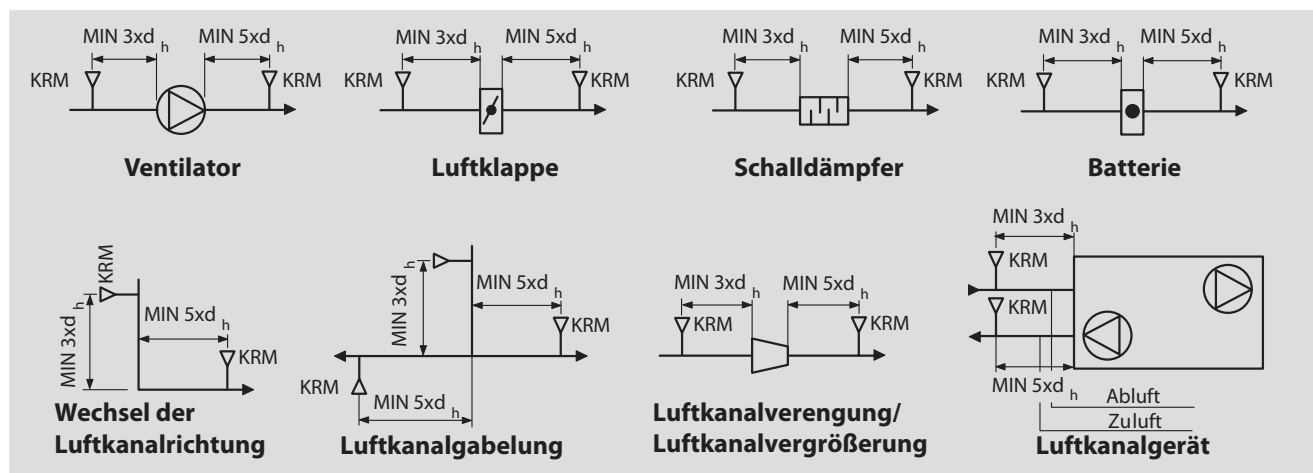 MIN 3xd h MIN 5xd h
KRM KRM
Ventilator
MIN 3xd h MIN 5xd h
KRM KRM
Luftklappe
MIN 3xd h MIN 5xd h
KRM KRM
Schalldämpfer
MIN 3xd h MIN 5xd h
KRM KRM
Batterie
KRM
MIN 3xd h
MIN 5xd h
KRM
Wechsel der
Luftkanalrichtung
MIN 3xd h
MIN 5xd h
KRM
KRM
MIN 5xd h
Luftkanalgabelung
MIN 3xd h MIN 5xd h
KRM KRM
Luftkanalverengung/
Luftkanalvergrößerung
MIN 3xd h
KRM
KRM
MIN 5xd h
Abluft
Zuluft
Luftkanalgerät